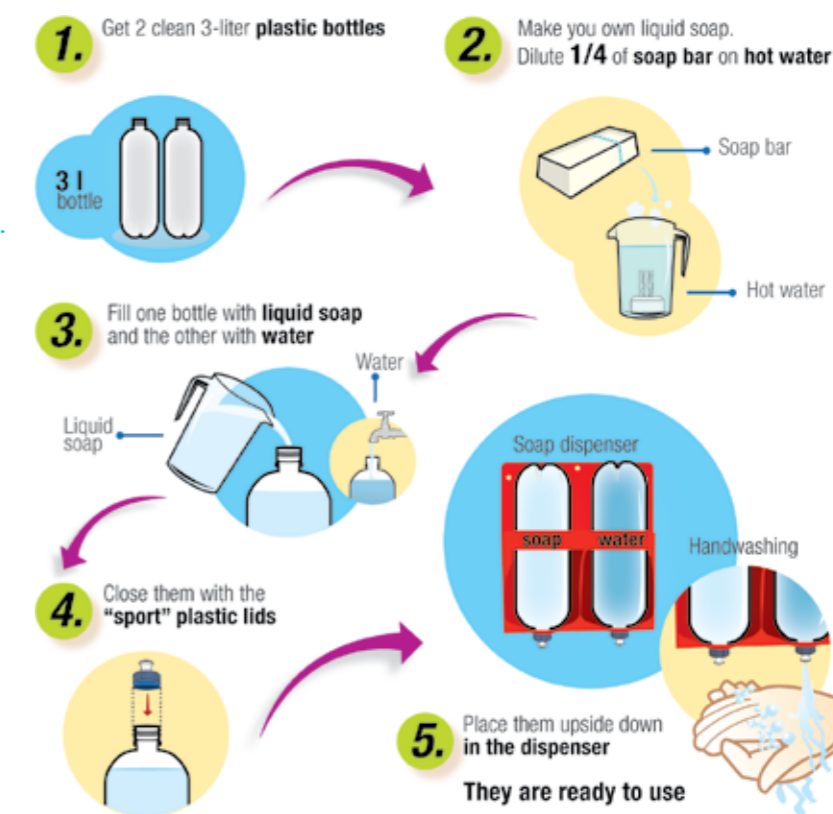 1.
Get 2 clean 3-liter plastic bottles
3 l
bottle
2.
Make you own liquid soap.
Dilute 1/4 of soap bar on hot water
Soap bar
Hot water
3.
Fill one bottle with liquid soap
and the other with water
Water
Liquid
soap
4.
Close them with the
"sport" plastic lids
Soap dispenser
soap
water
Handwashing
5.
Place them upside down
in the dispenser
They are ready to use